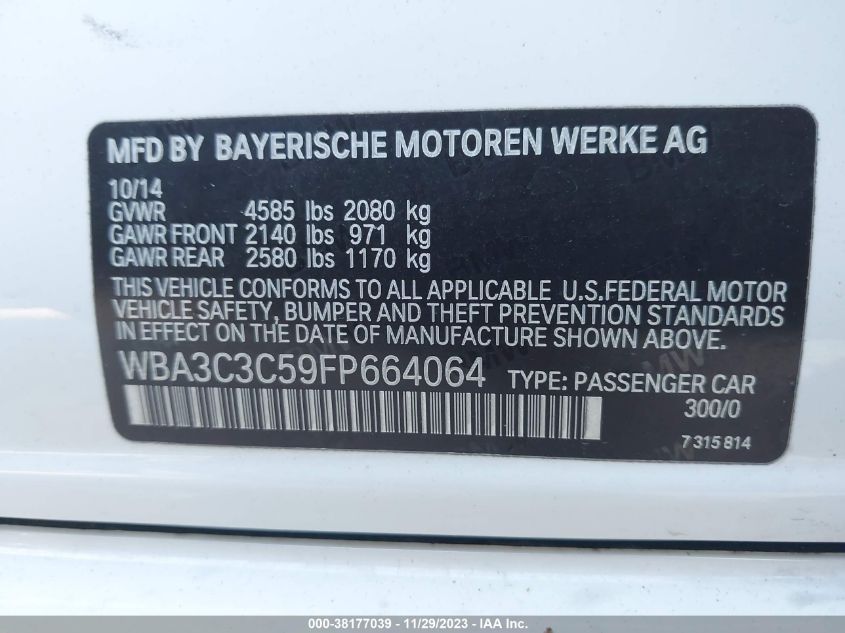 MFD BY BAYERISCHE MOTOREN WERKE AG
10/14
GVWR 4585 lbs 2080 kg
GAWR FRONT 2140 lbs 971 kg
GAWR REAR 2580 lbs 1170 kg
THIS VEHICLE CONFORMS TO ALL APPLICABLE U.S.FEDERAL MOTOR
VEHICLE SAFETY, BUMPER AND THEFT PREVENTION STANDARDS
IN EFFECT ON THE DATE OF MANUFACTURE SHOWN ABOVE.
WBA3C3C59FP664064 TYPE: PASSENGER CAR
300/0
7 315 814
000-38177039 - 11/29/2023 - IAA Inc.